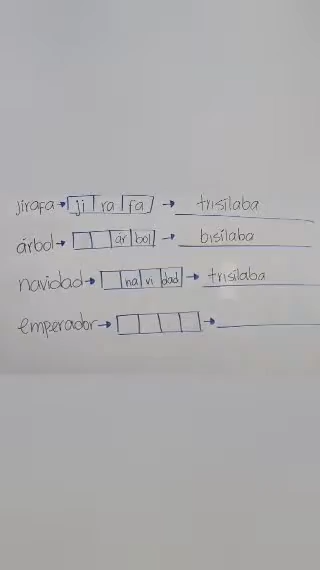 jirafa→ ji ra fa → trisílaba
árbol→ ár bol → bisílaba
navidad→ na vi dad → trisílaba
emperador→ →